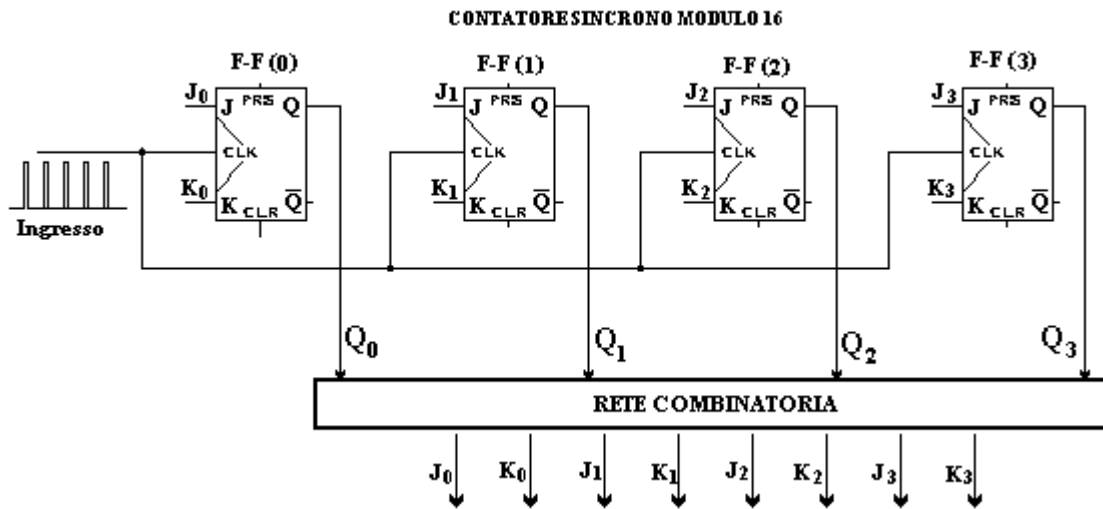 CONTATORE SINCRONO MODULO 16
F-F (0) F-F (1) F-F (2) F-F (3)
J0 J1 J2 J3
J PRS Q J PRS Q J PRS Q J PRS Q
CLK CLK CLK CLK
K0 K1 K2 K3
K CLR Q̅ K CLR Q̅ K CLR Q̅ K CLR Q̅
Ingresso
Q0 Q1 Q2 Q3
RETE COMBINATORIA
J0 K0 J1 K1 J2 K2 J3 K3